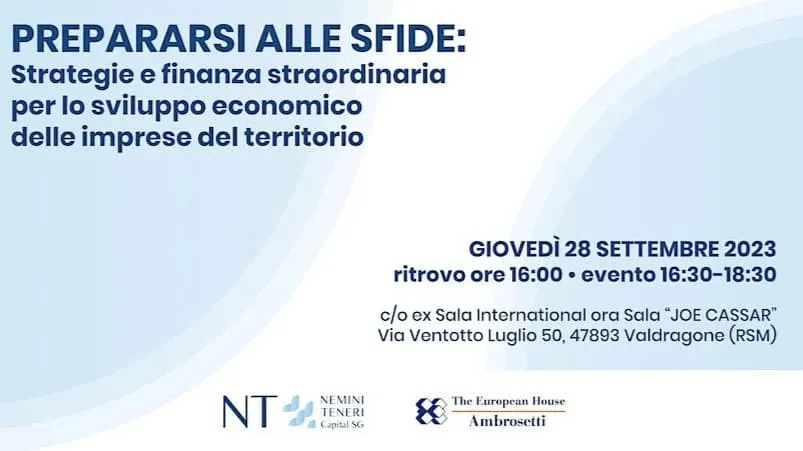 PREPARARSI ALLE SFIDE:
Strategie e finanza straordinaria
per lo sviluppo economico
delle imprese del territorio
GIOVEDÌ 28 SETTEMBRE 2023
ritrovo ore 16:00 • evento 16:30-18:30
c/o ex Sala International ora Sala “JOE CASSAR”
Via Ventotto Luglio 50, 47893 Valdragone (RSM)
NT
NEMINI
TENERI
Capital SG
The European House
Ambrosetti